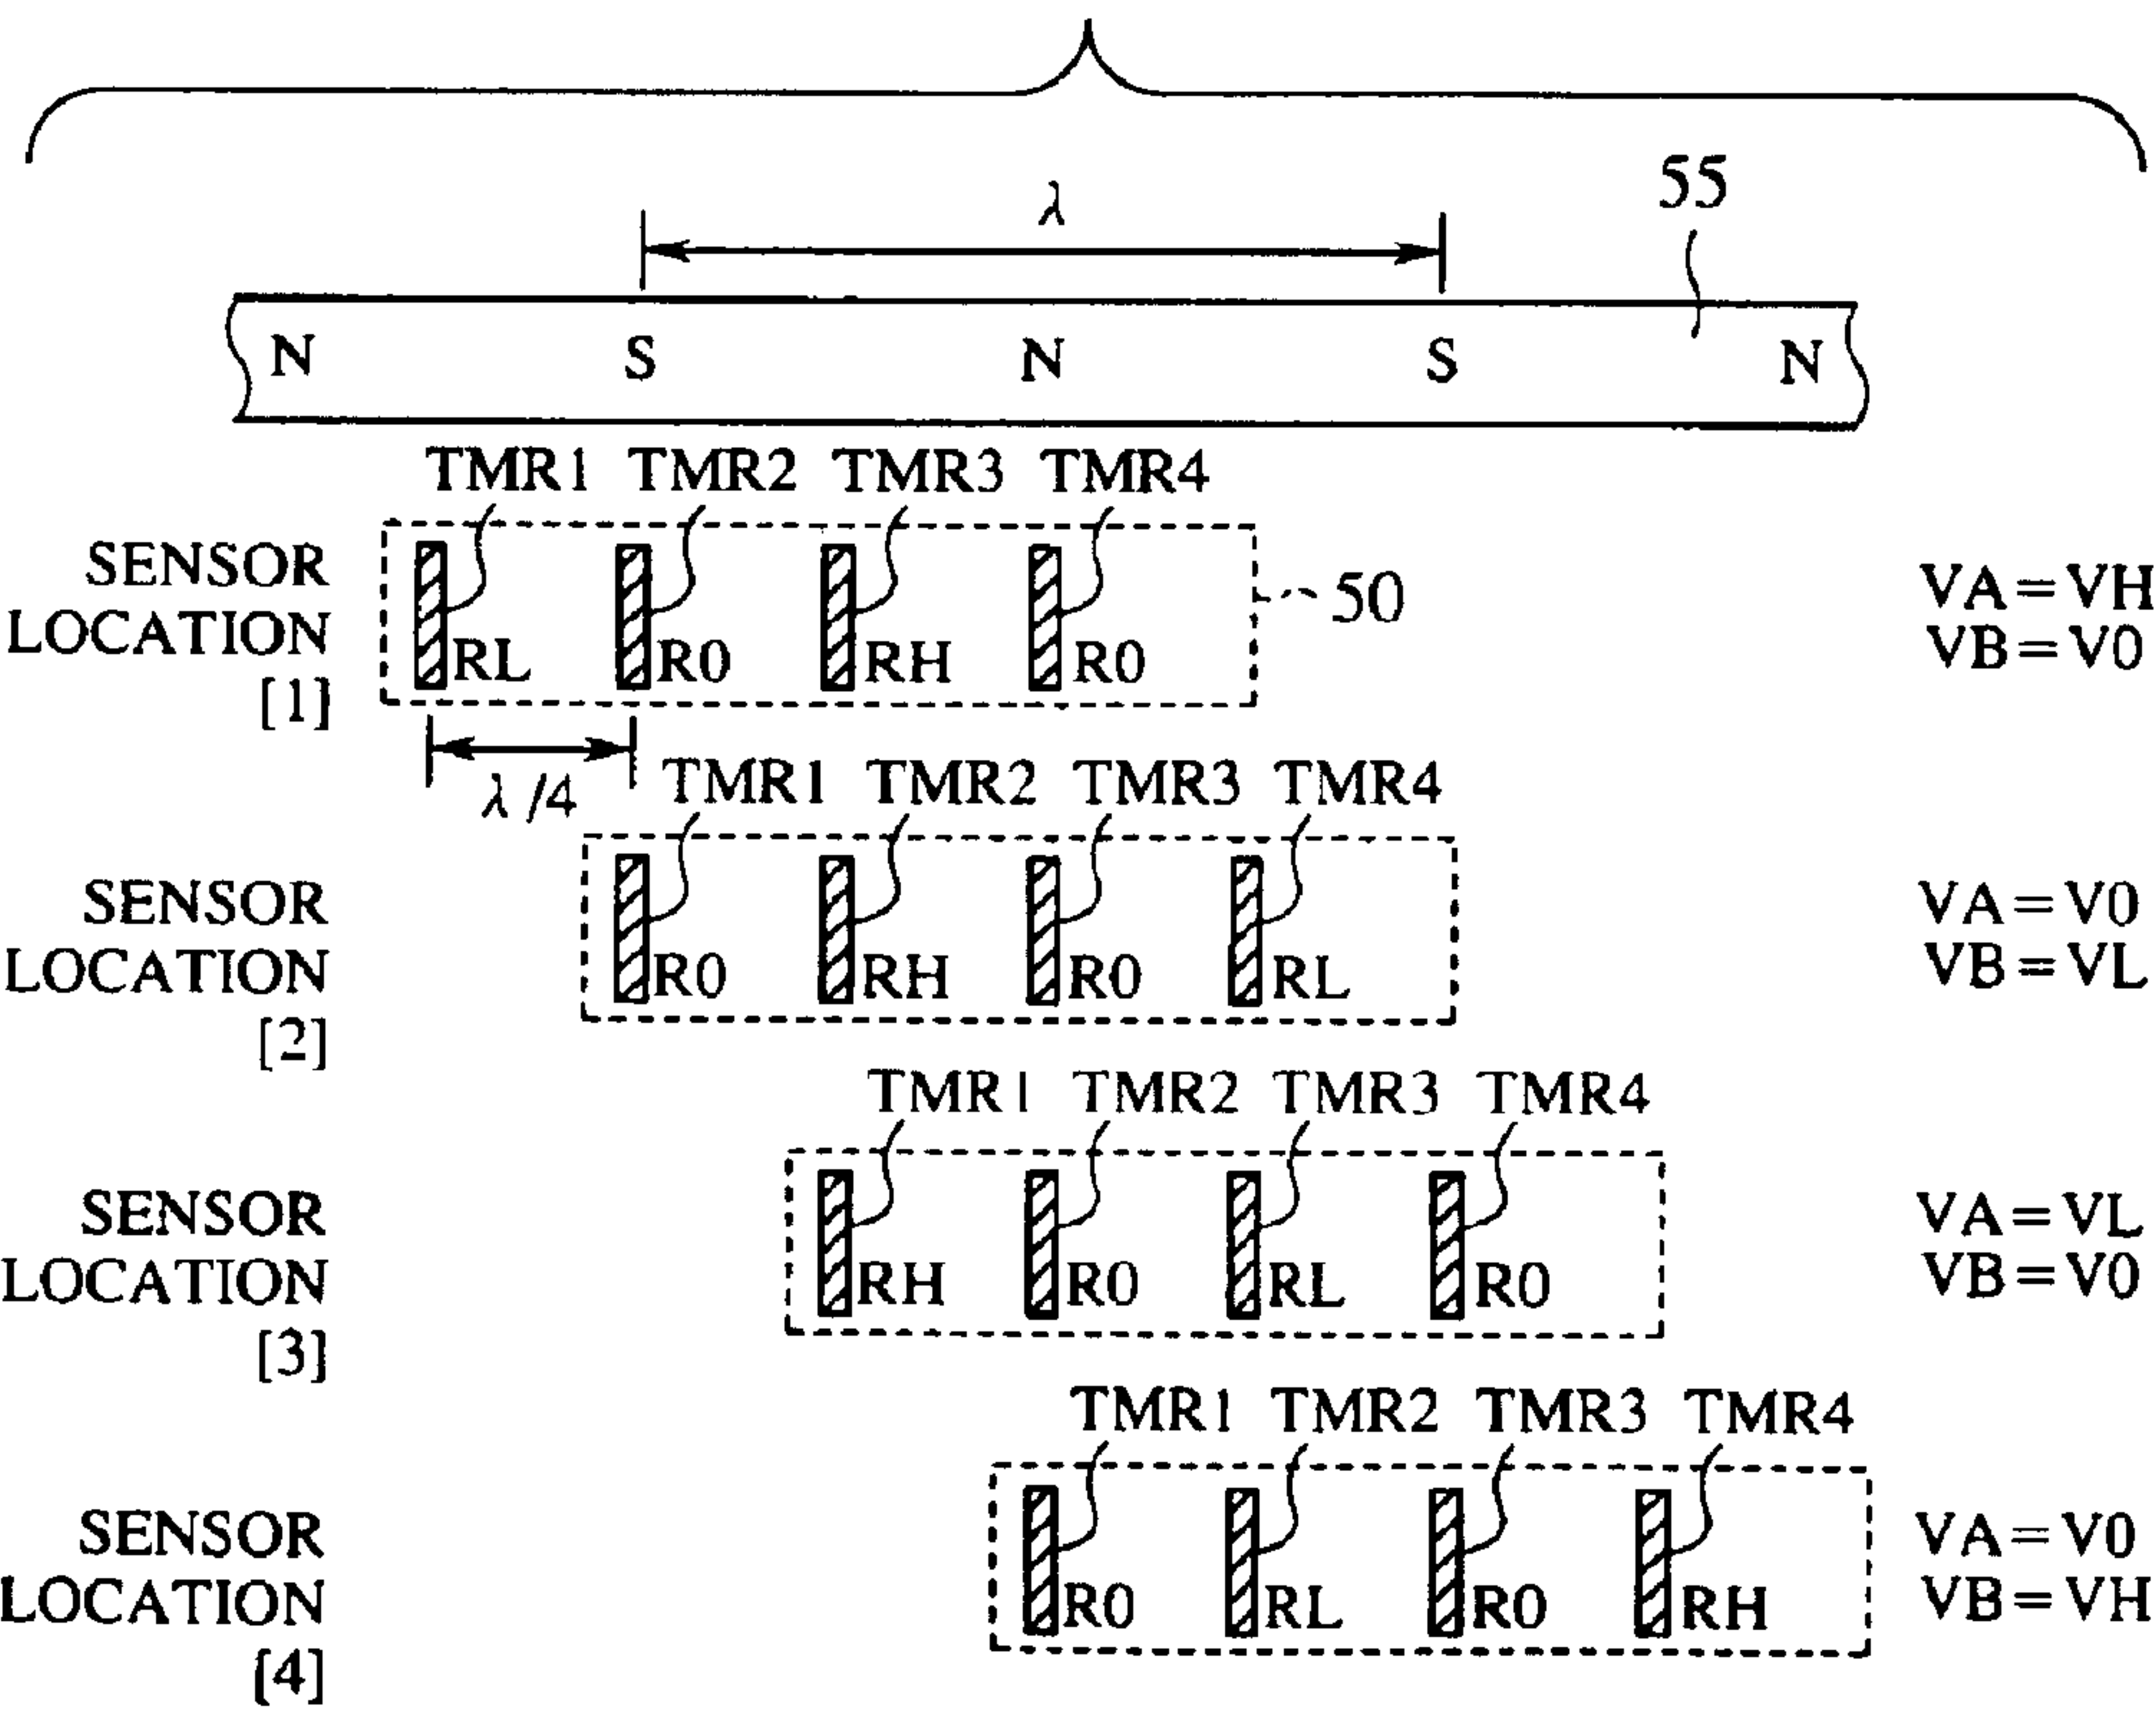 λ
55
N S N S N
TMR1 TMR2 TMR3 TMR4
SENSOR
LOCATION
[1]
RL R0 RH R0
50
VA=VH
VB=V0
λ/4
TMR1 TMR2 TMR3 TMR4
SENSOR
LOCATION
[2]
R0 RH R0 RL
VA=V0
VB=VL
TMR1 TMR2 TMR3 TMR4
SENSOR
LOCATION
[3]
RH R0 RL R0
VA=VL
VB=V0
TMR1 TMR2 TMR3 TMR4
SENSOR
LOCATION
[4]
R0 RL R0 RH
VA=V0
VB=VH